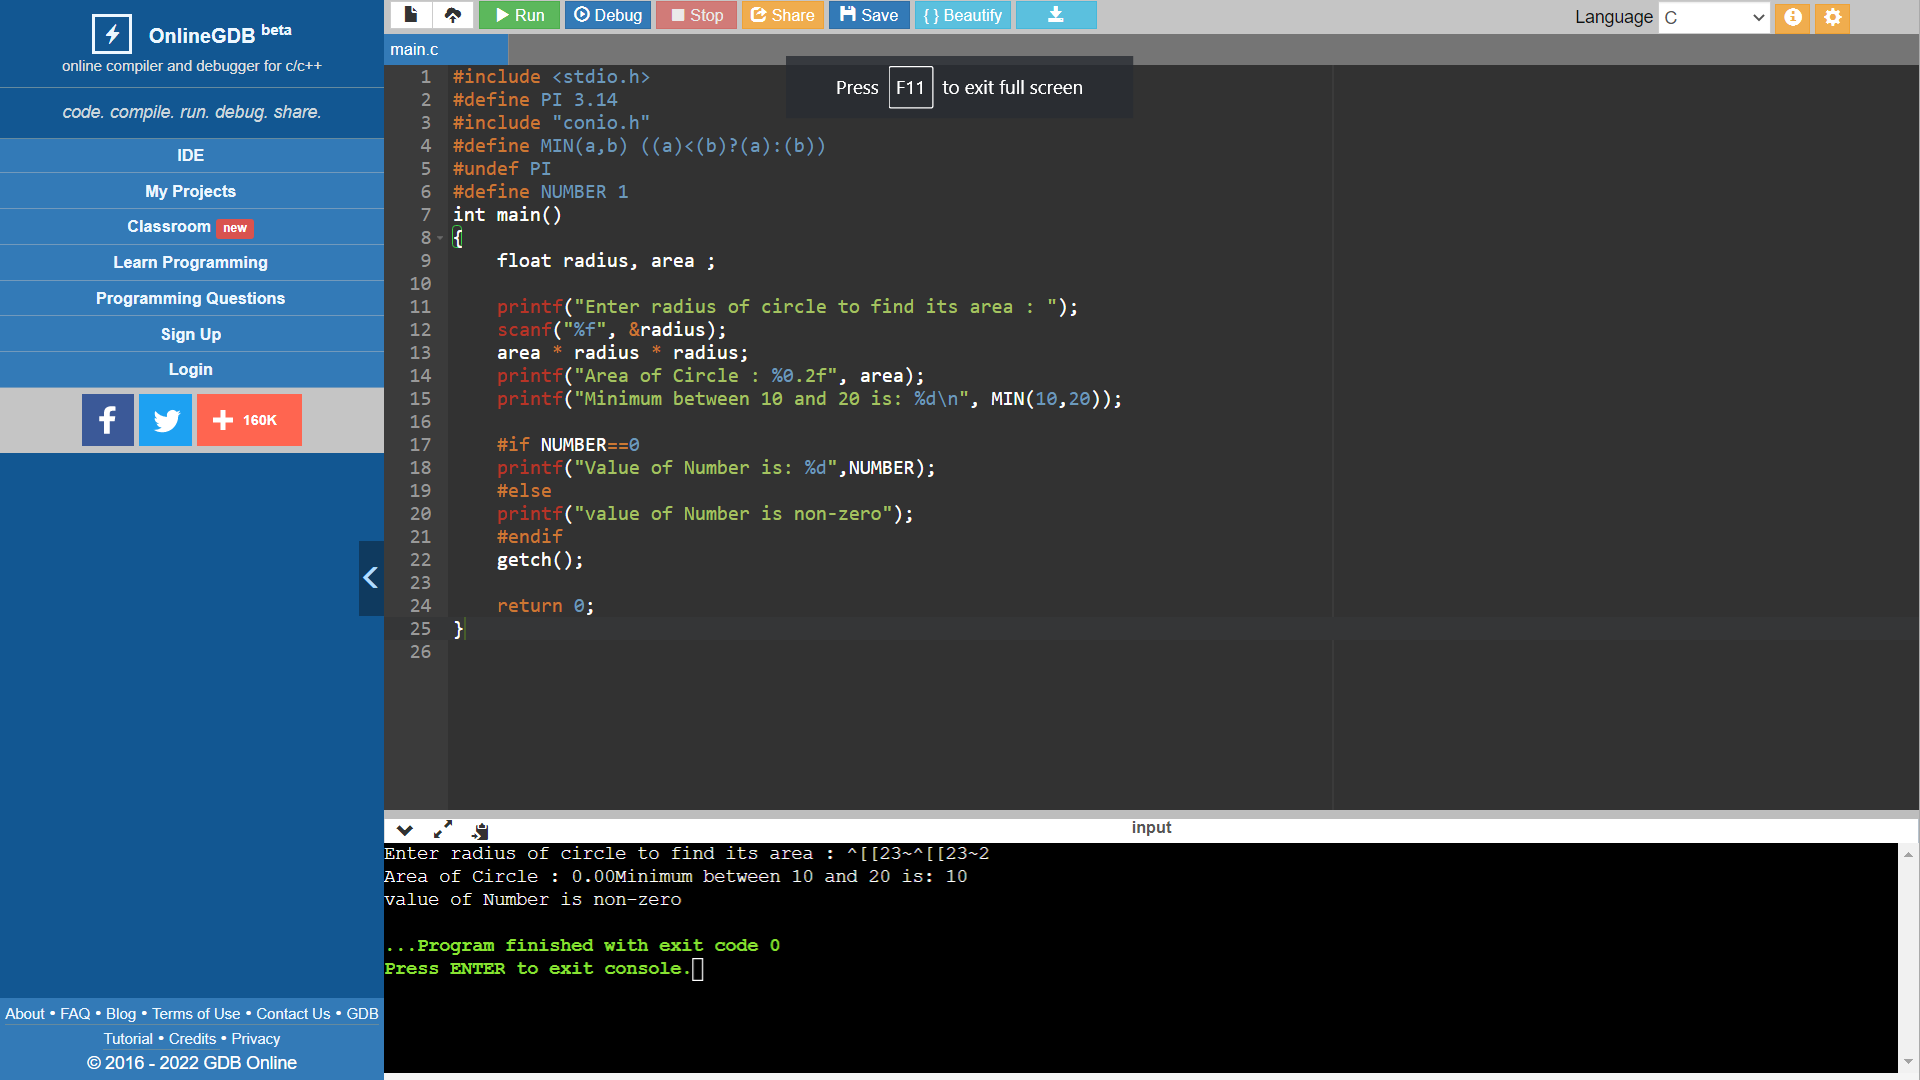 OnlineGDB beta
online compiler and debugger for c/c++
code. compile. run. debug. share.
IDE
My Projects
Classroom new
Learn Programming
Programming Questions
Sign Up
Login
160K
About • FAQ • Blog • Terms of Use • Contact Us • GDB
Tutorial • Credits • Privacy
© 2016 - 2022 GDB Online
Run Debug Stop Share Save { } Beautify
Language C
main.c
Press F11 to exit full screen
1 #include <stdio.h>
2 #define PI 3.14
3 #include "conio.h"
4 #define MIN(a,b) ((a)<(b)?(a):(b))
5 #undef PI
6 #define NUMBER 1
7 int main()
8 {
9     float radius, area ;
10
11     printf("Enter radius of circle to find its area : ");
12     scanf("%f", &radius);
13     area * radius * radius;
14     printf("Area of Circle : %0.2f", area);
15     printf("Minimum between 10 and 20 is: %d\n", MIN(10,20));
16
17     #if NUMBER==0
18     printf("Value of Number is: %d",NUMBER);
19     #else
20     printf("value of Number is non-zero");
21     #endif
22     getch();
23
24     return 0;
25 }
26
input
Enter radius of circle to find its area : ^[[23~^[[23~2
Area of Circle : 0.00Minimum between 10 and 20 is: 10
value of Number is non-zero
...Program finished with exit code 0
Press ENTER to exit console.